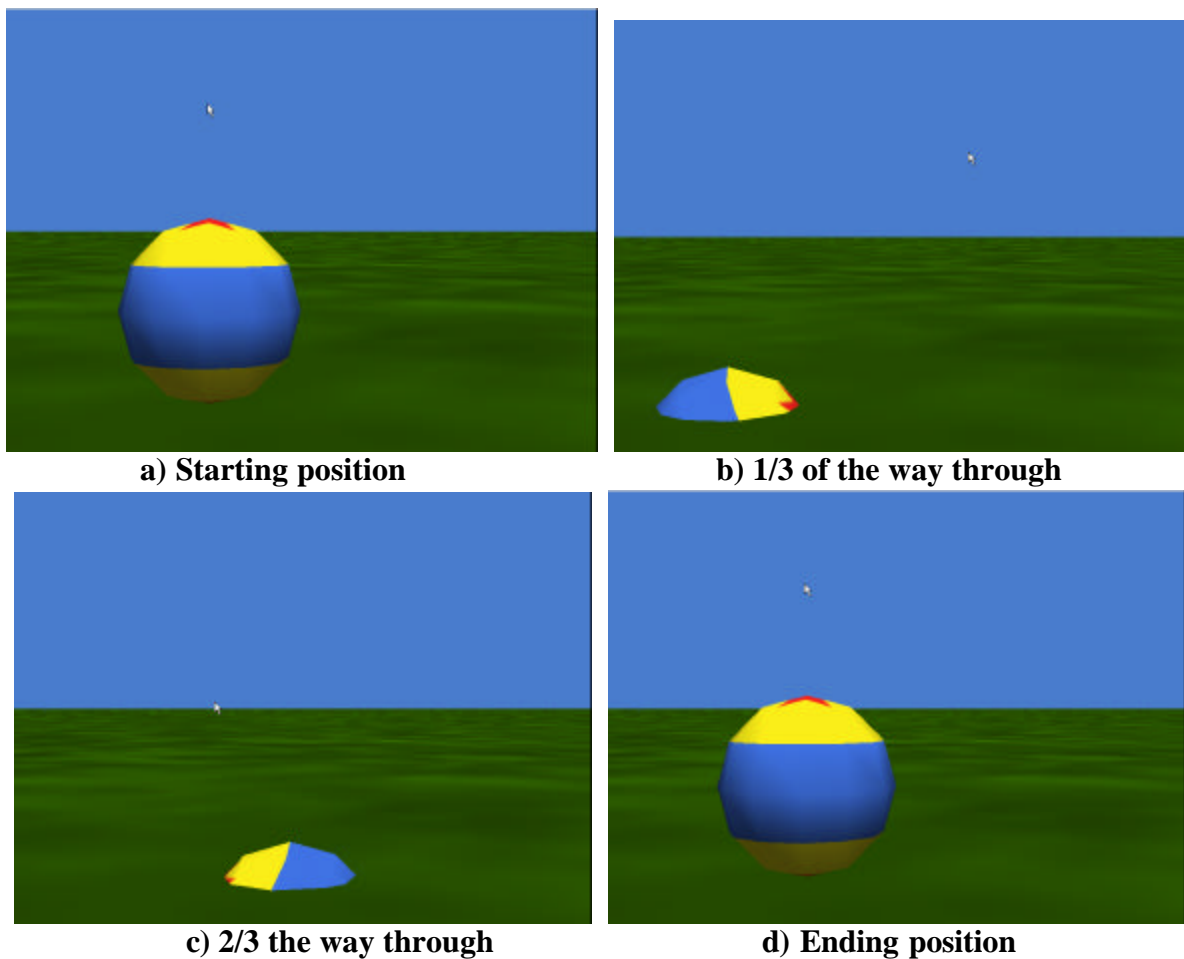 a) Starting position
b) 1/3 of the way through
c) 2/3 the way through
d) Ending position